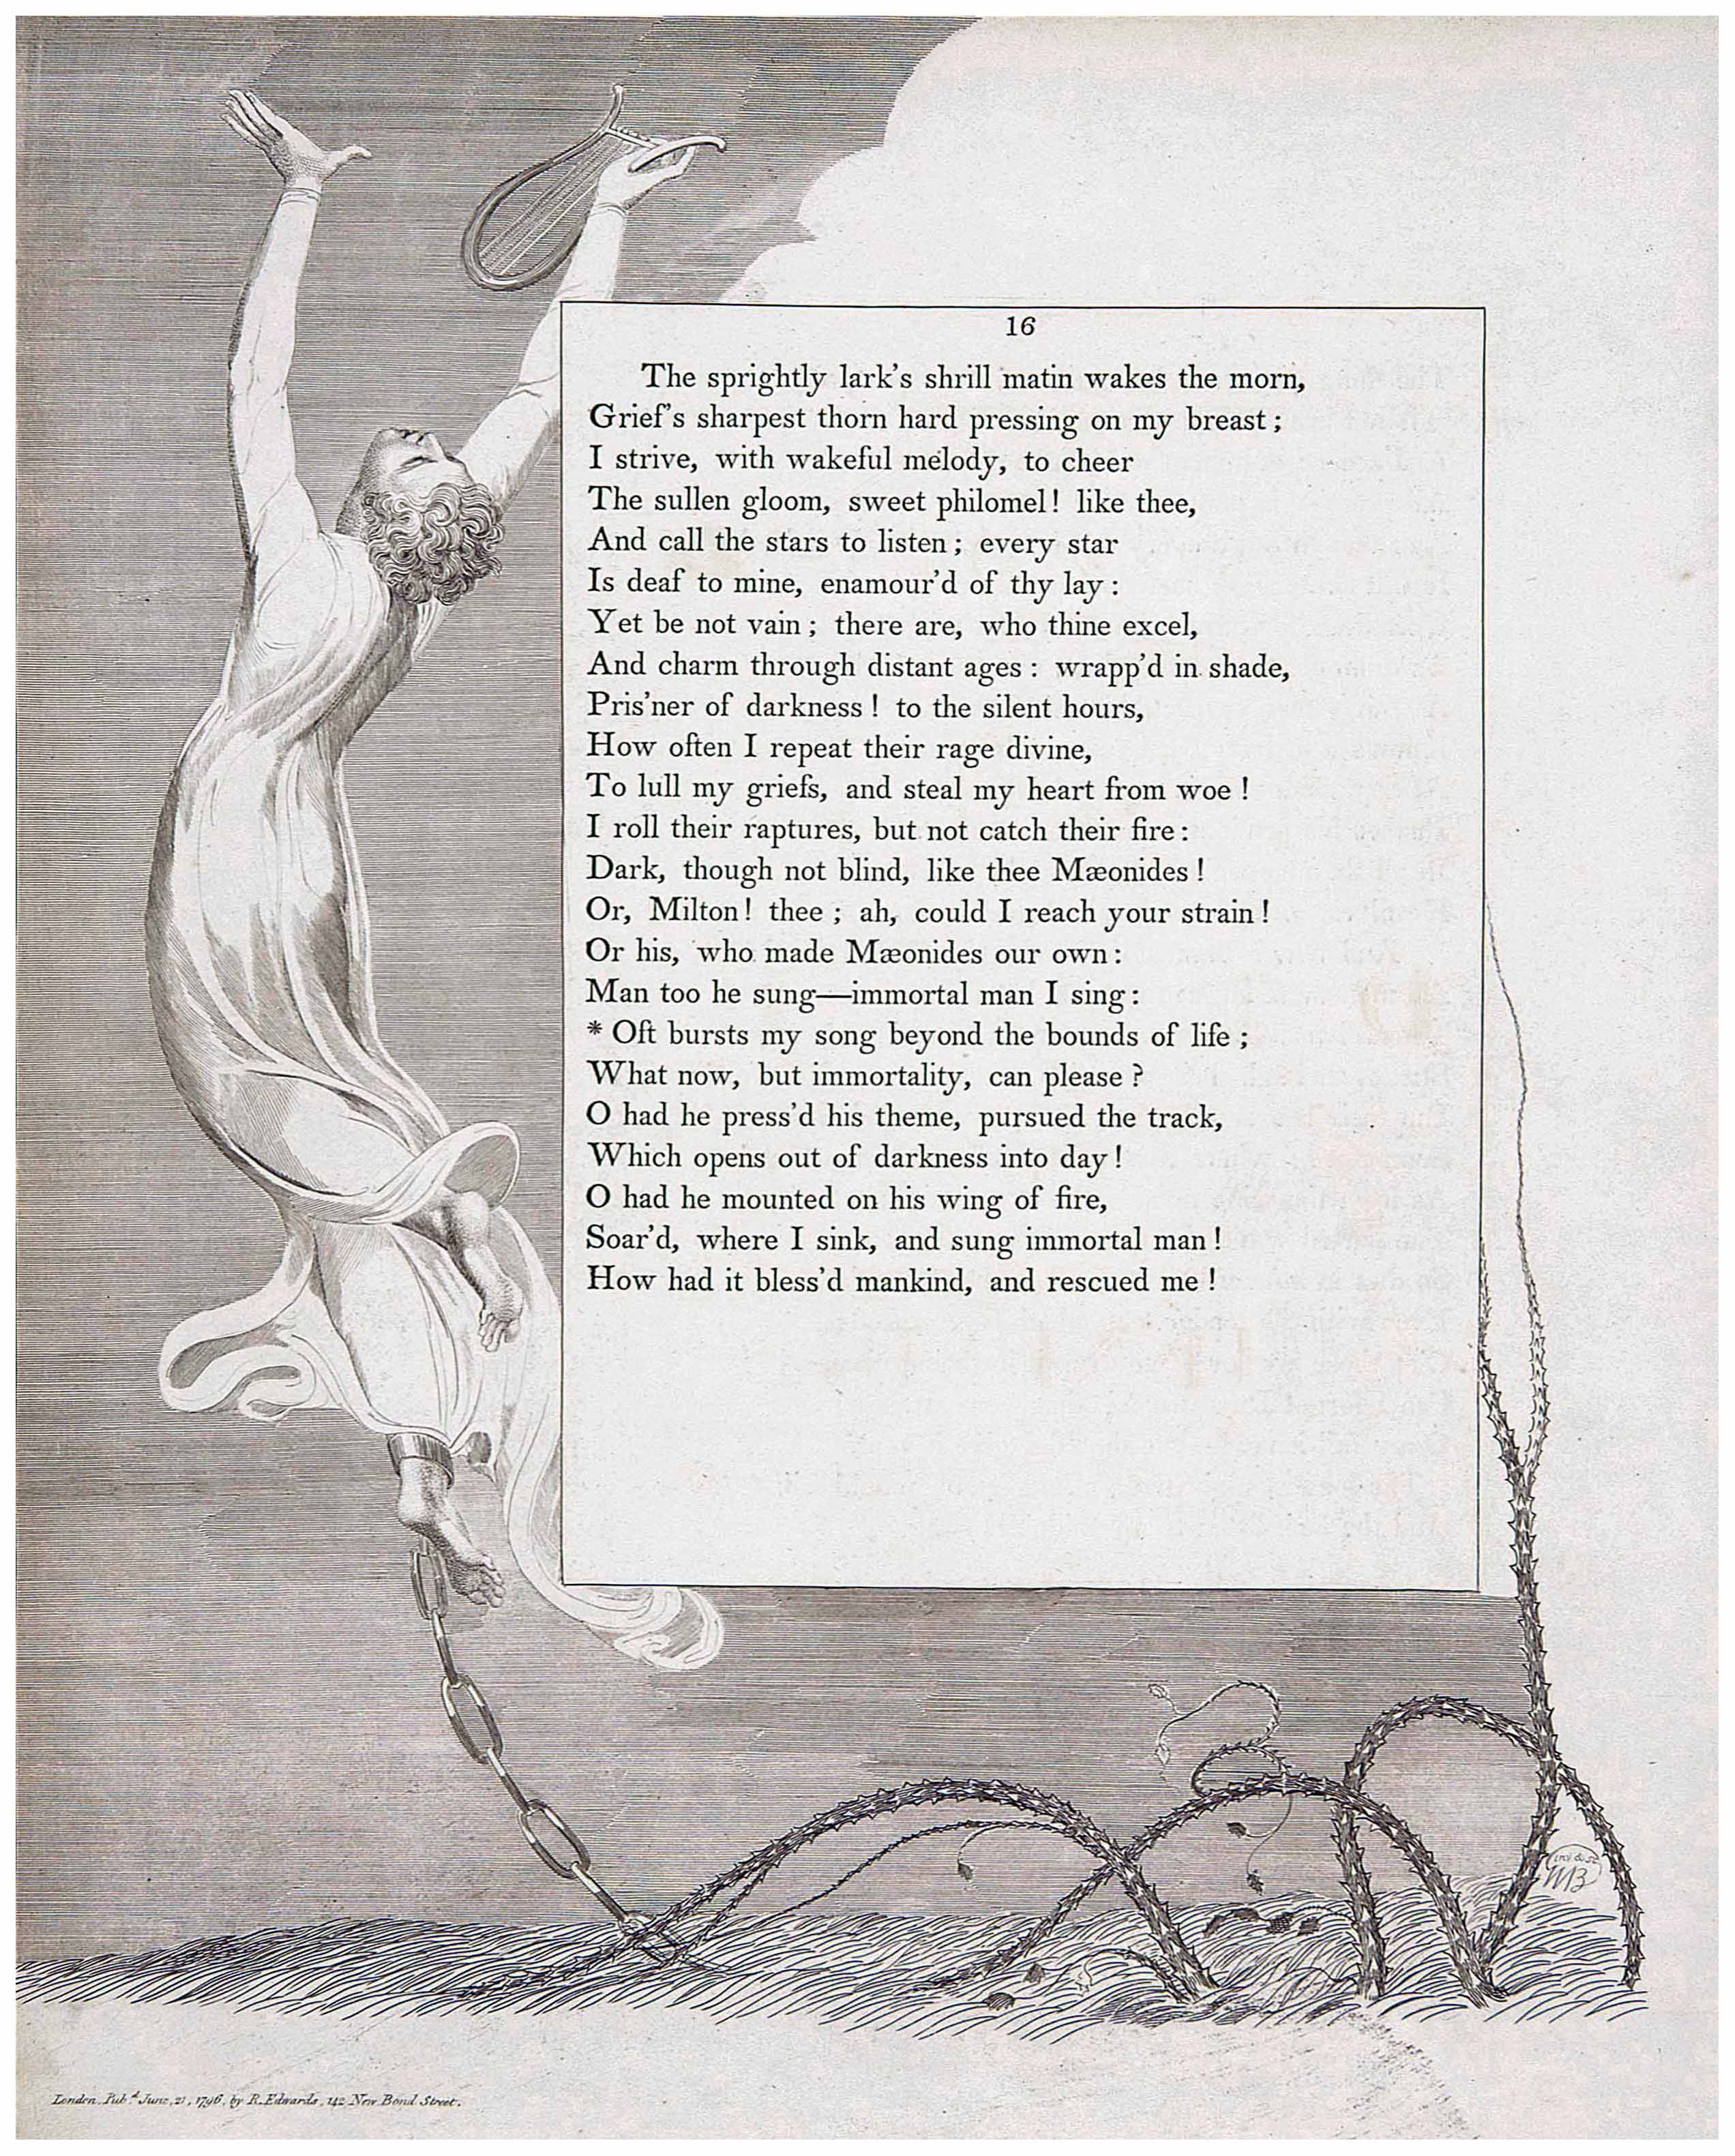 16
The sprightly lark's shrill matin wakes the morn,
Grief's sharpest thorn hard pressing on my breast;
I strive, with wakeful melody, to cheer
The sullen gloom, sweet philomel! like thee,
And call the stars to listen; every star
Is deaf to mine, enamour'd of thy lay:
Yet be not vain; there are, who thine excel,
And charm through distant ages: wrapp'd in shade,
Pris'ner of darkness! to the silent hours,
How often I repeat their rage divine,
To lull my griefs, and steal my heart from woe!
I roll their raptures, but not catch their fire:
Dark, though not blind, like thee Mæonides!
Or, Milton! thee; ah, could I reach your strain!
Or his, who made Mæonides our own:
Man too he sung—immortal man I sing:
* Oft bursts my song beyond the bounds of life;
What now, but immortality, can please?
O had he press'd his theme, pursued the track,
Which opens out of darkness into day!
O had he mounted on his wing of fire,
Soar'd, where I sink, and sung immortal man!
How had it bless'd mankind, and rescued me!
WB
London, Pub.d June, 21, 1796, by R. Edwards, 142 New Bond Street.